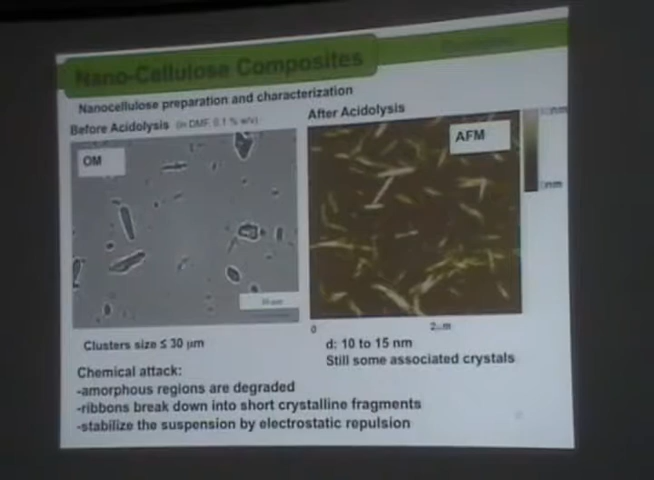 Nano-Cellulose Composites
Nanocellulose preparation and characterization
Before Acidolysis (in DMF 0.1 % w/v)
After Acidolysis
OM
AFM
0
Clusters size ≤ 30 µm
d: 10 to 15 nm
Still some associated crystals
Chemical attack:
-amorphous regions are degraded
-ribbons break down into short crystalline fragments
-stabilize the suspension by electrostatic repulsion